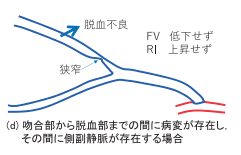 脱血不良
FV 低下せず
RI 上昇せず
狭窄
(d) 吻合部から脱血部までの間に病変が存在し,
その間に側副静脈が存在する場合